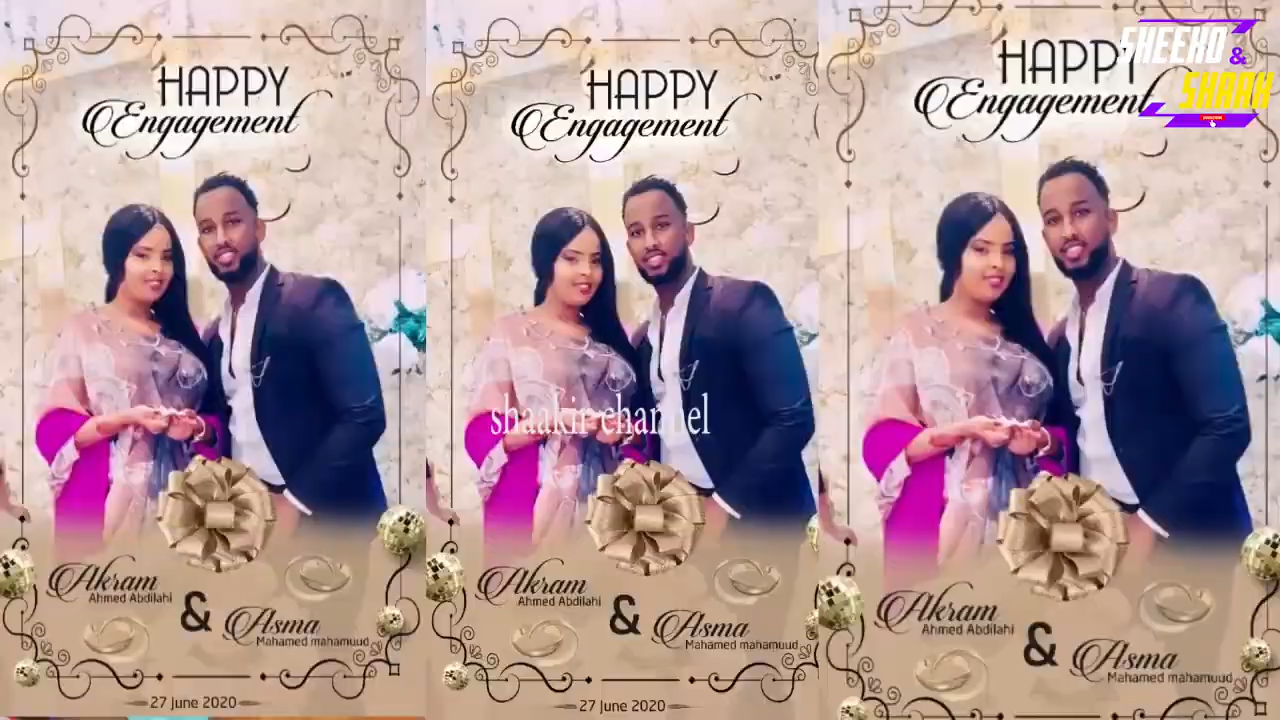 HAPPY
Engagement
Akram
Ahmed Abdilahi
&
Asma
Mahamed mahamuud
27 June 2020
HAPPY
Engagement
shaakir channel
Akram
Ahmed Abdilahi
&
Asma
Mahamed mahamuud
27 June 2020
HAPPY
Engagement
Akram
Ahmed Abdilahi
&
Asma
Mahamed mahamuud
SHEEKO
&
SHAAH